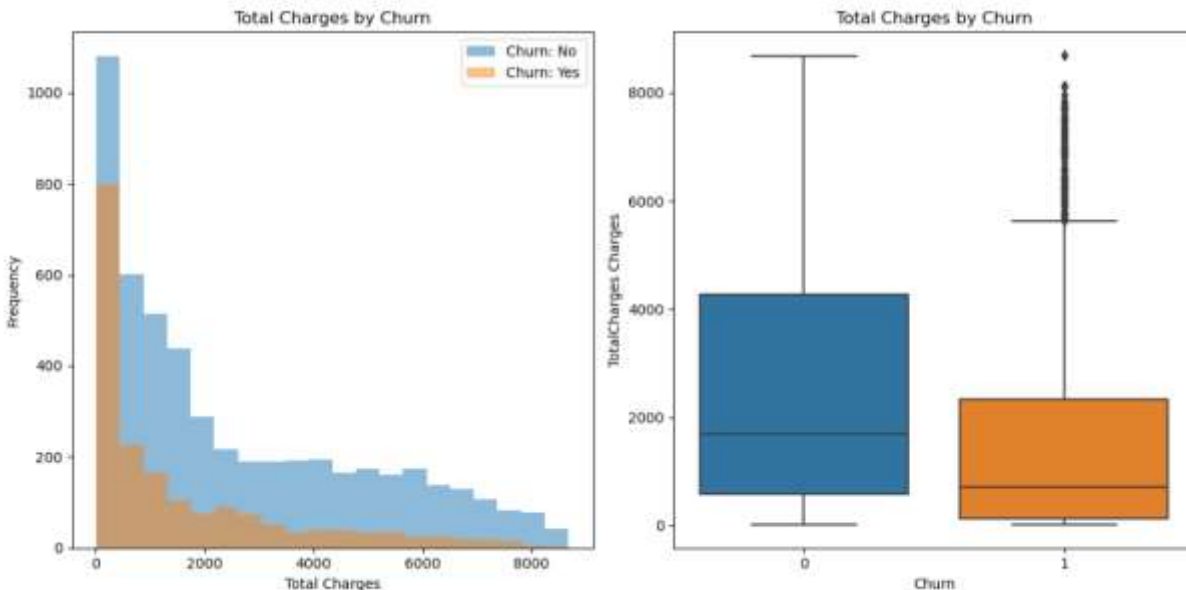 Total Charges by Churn
Churn: No
Churn: Yes
1000
800
600
400
200
0
Frequency
0 2000 4000 6000 8000
Total Charges
Total Charges by Churn
8000
6000
4000
2000
0
TotalCharges Charges
0 1
Churn